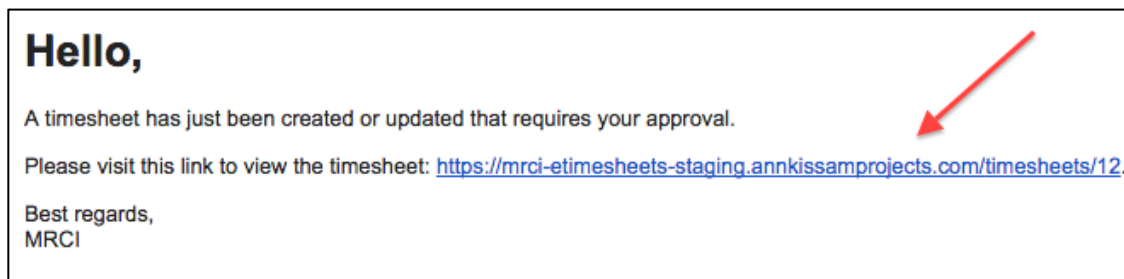 Hello,
A timesheet has just been created or updated that requires your approval.
Please visit this link to view the timesheet: https://mrci-etimesheets-staging.annkissamprojects.com/timesheets/12.
Best regards,
MRCI